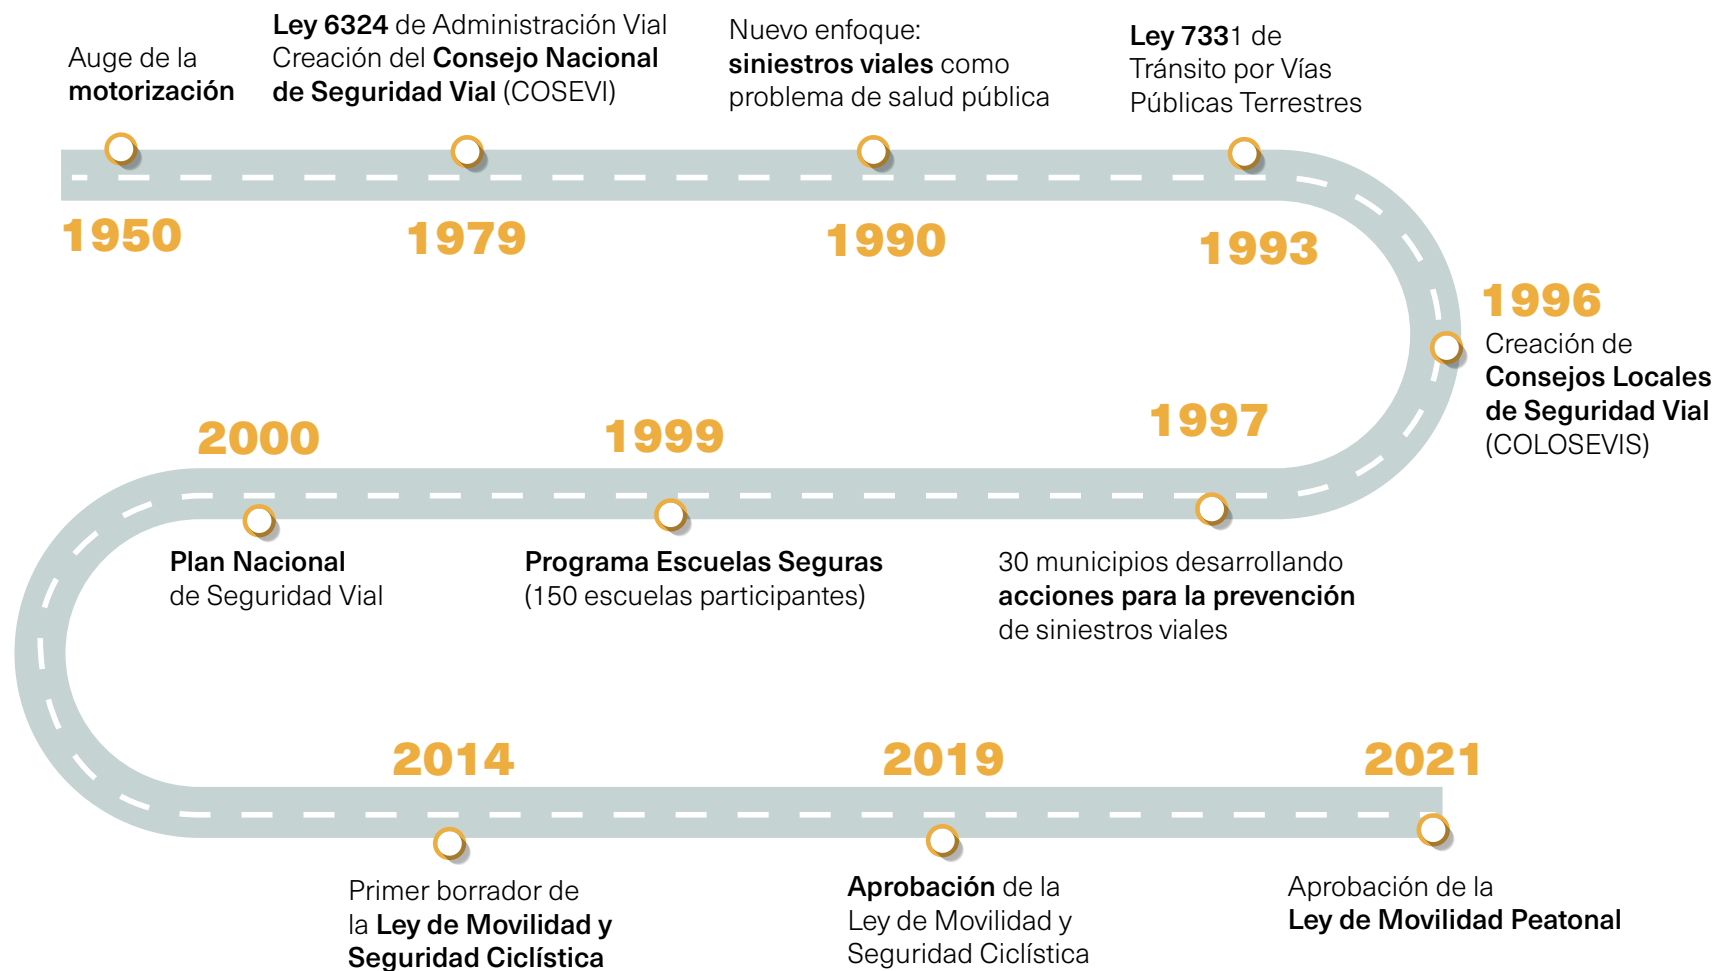 Auge de la
motorización
1950
Ley 6324 de Administración Vial
Creación del Consejo Nacional
de Seguridad Vial (COSEVI)
1979
Nuevo enfoque:
siniestros viales como
problema de salud pública
1990
Ley 7331 de
Tránsito por Vías
Públicas Terrestres
1993
1996
Creación de
Consejos Locales
de Seguridad Vial
(COLOSEVIS)
1997
30 municipios desarrollando
acciones para la prevención
de siniestros viales
1999
Programa Escuelas Seguras
(150 escuelas participantes)
2000
Plan Nacional
de Seguridad Vial
2014
Primer borrador de
la Ley de Movilidad y
Seguridad Ciclística
2019
Aprobación de la
Ley de Movilidad y
Seguridad Ciclística
2021
Aprobación de la
Ley de Movilidad Peatonal